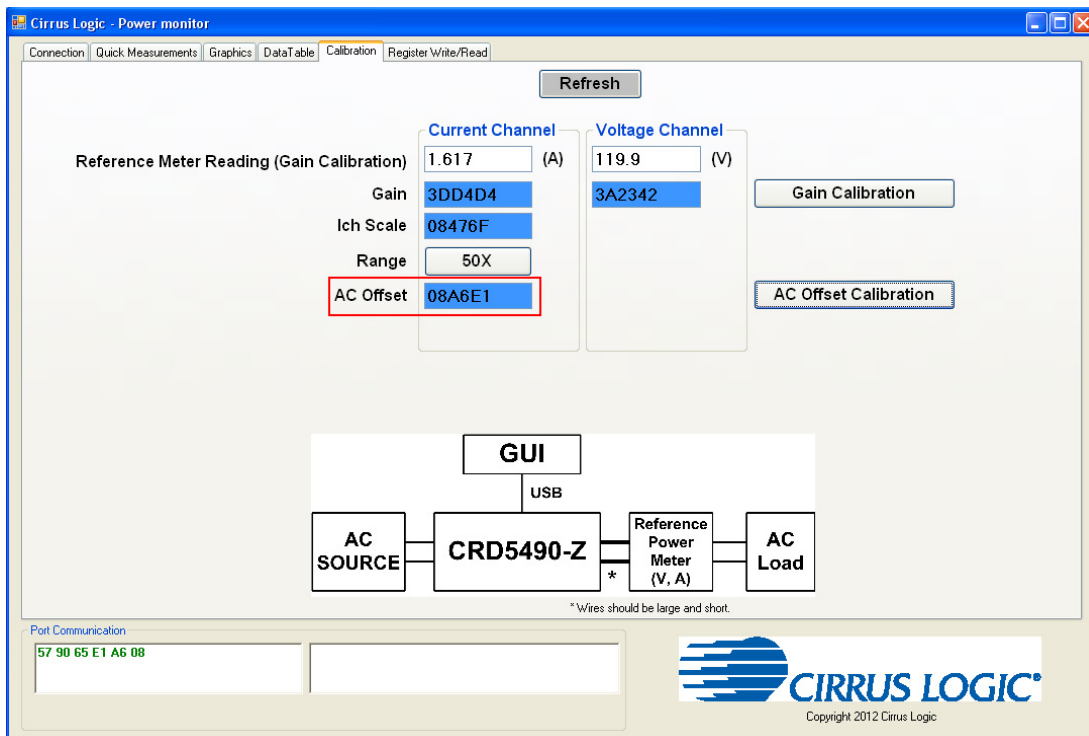 Cirrus Logic - Power monitor
Connection Quick Measurements Graphics DataTable Calibration Register Write/Read
Refresh
Current Channel Voltage Channel
Reference Meter Reading (Gain Calibration) 1.617 (A) 119.9 (V)
Gain 3DD4D4 3A2342 Gain Calibration
Ich Scale 08476F
Range 50X
AC Offset 08A6E1 AC Offset Calibration
GUI
USB
AC SOURCE
CRD5490-Z
*
Reference
Power
Meter
(V, A)
AC
Load
* Wires should be large and short.
Port Communication
57 90 65 E1 A6 08
CIRRUS LOGIC®
Copyright 2012 Cirrus Logic